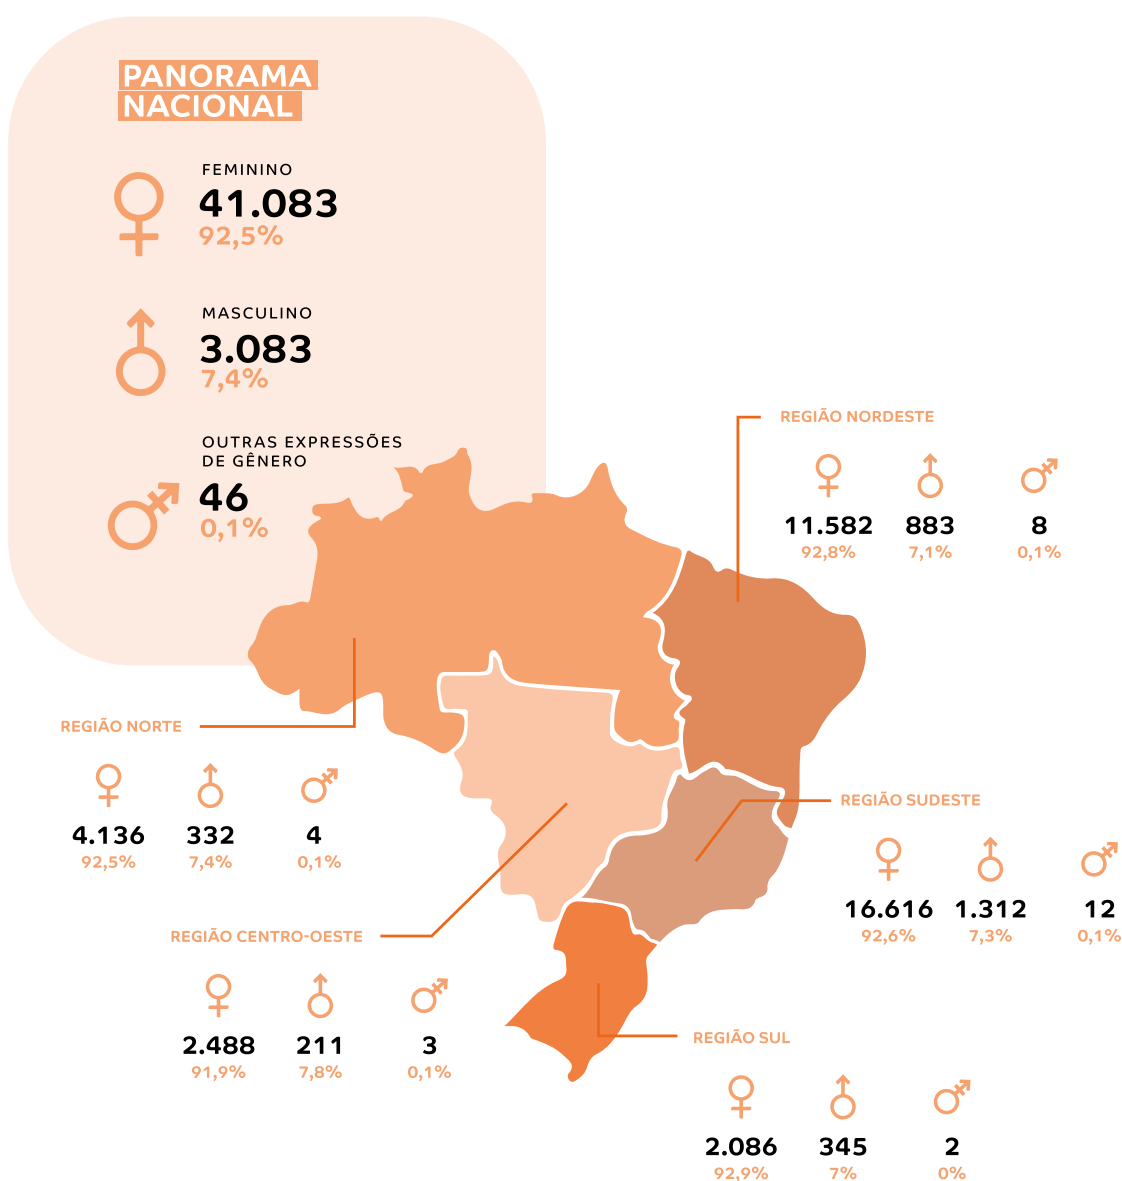 PANORAMA
NACIONAL
FEMININO
41.083
92,5%
MASCULINO
3.083
7,4%
OUTRAS EXPRESSÕES
DE GÊNERO
46
0,1%
REGIÃO NORDESTE
11.582 883 8
92,8% 7,1% 0,1%
REGIÃO NORTE
4.136 332 4
92,5% 7,4% 0,1%
REGIÃO SUDESTE
16.616 1.312 12
92,6% 7,3% 0,1%
REGIÃO CENTRO-OESTE
2.488 211 3
91,9% 7,8% 0,1%
REGIÃO SUL
2.086 345 2
92,9% 7% 0%